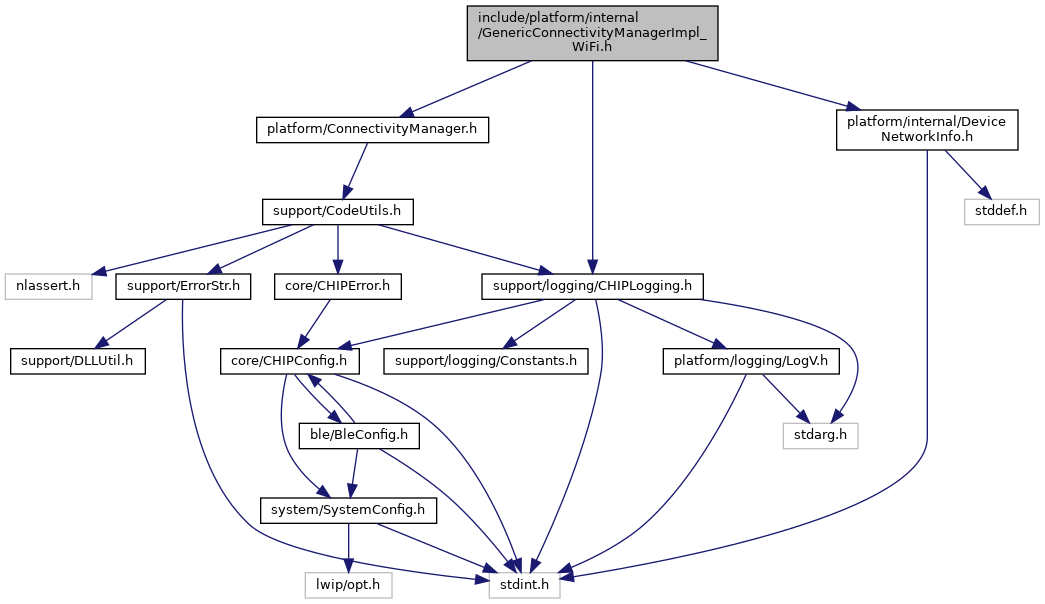 include/platform/internal
/GenericConnectivityManagerImpl_
WiFi.h
platform/ConnectivityManager.h
platform/internal/Device
NetworkInfo.h
support/CodeUtils.h
stddef.h
nlassert.h
support/ErrorStr.h
core/CHIPError.h
support/logging/CHIPLogging.h
support/DLLUtil.h
core/CHIPConfig.h
support/logging/Constants.h
platform/logging/LogV.h
ble/BleConfig.h
stdarg.h
system/SystemConfig.h
lwip/opt.h
stdint.h